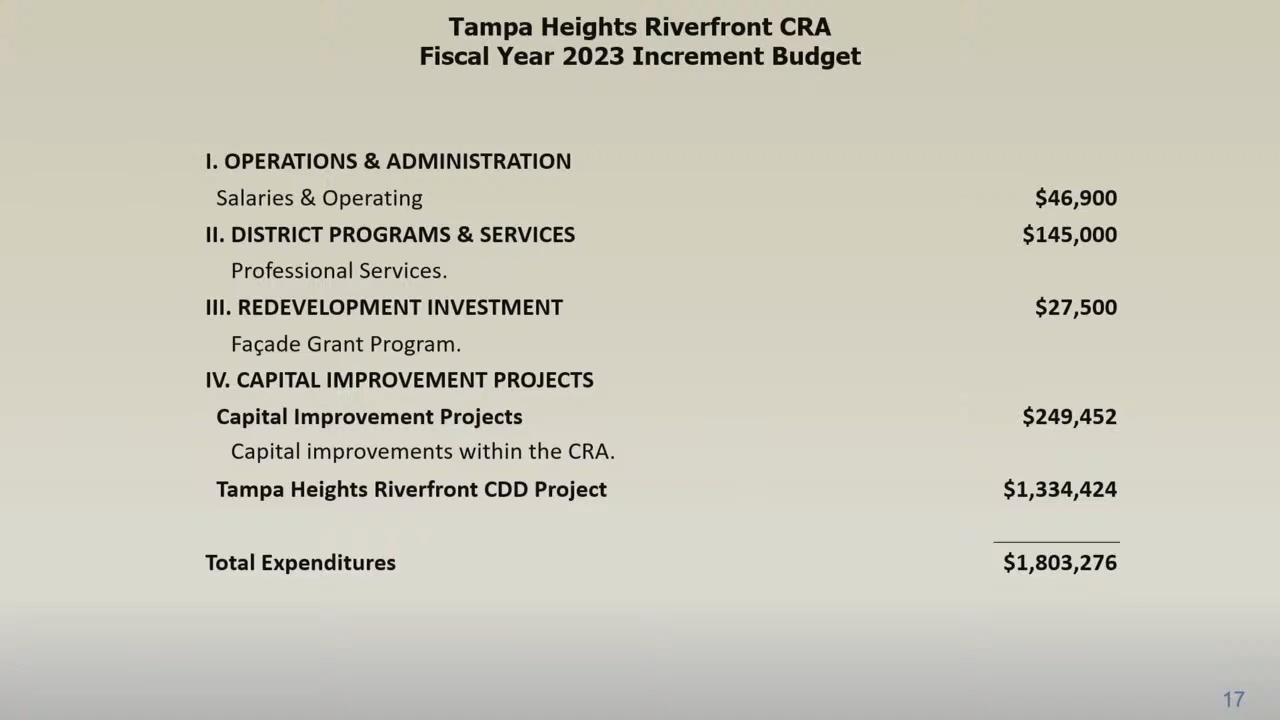 Tampa Heights Riverfront CRA
Fiscal Year 2023 Increment Budget
I. OPERATIONS & ADMINISTRATION
Salaries & Operating $46,900
II. DISTRICT PROGRAMS & SERVICES $145,000
Professional Services.
III. REDEVELOPMENT INVESTMENT $27,500
Façade Grant Program.
IV. CAPITAL IMPROVEMENT PROJECTS
Capital Improvement Projects $249,452
Capital improvements within the CRA.
Tampa Heights Riverfront CDD Project $1,334,424
Total Expenditures $1,803,276
17